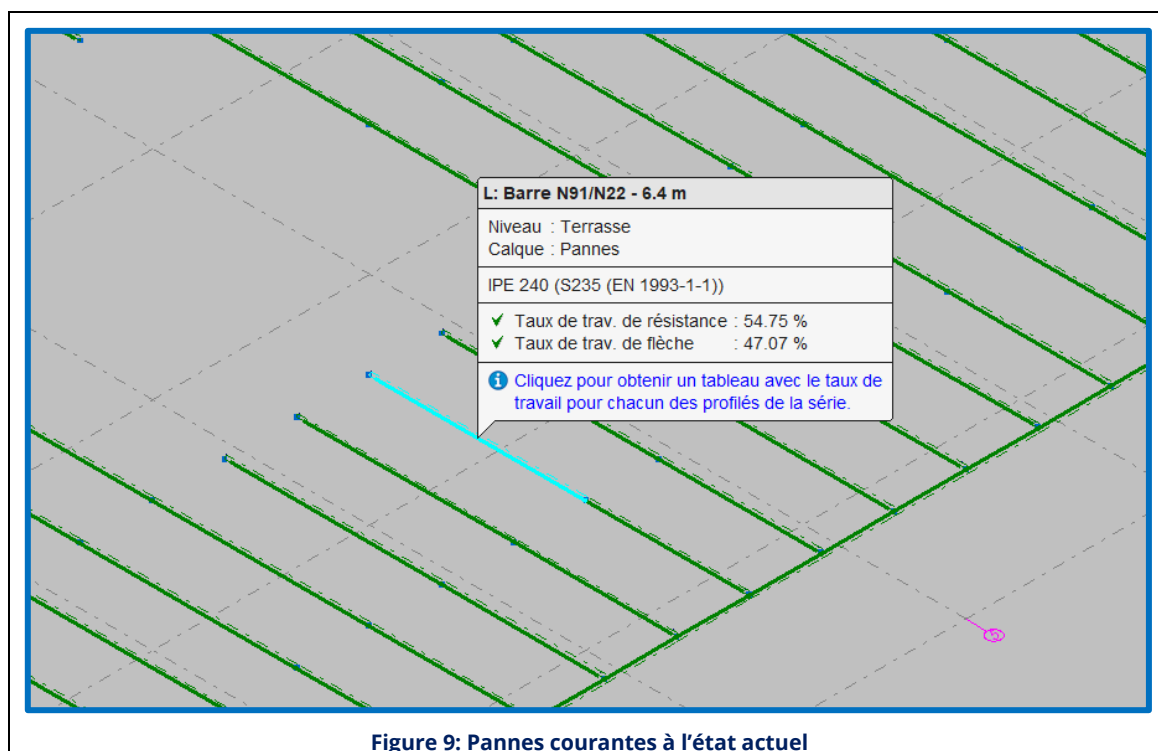 L: Barre N91/N22 - 6.4 m
Niveau : Terrasse
Calque : Pannes
IPE 240 (S235 (EN 1993-1-1))
Taux de trav. de résistance : 54.75 %
Taux de trav. de flèche : 47.07 %
Cliquez pour obtenir un tableau avec le taux de
travail pour chacun des profilés de la série.
Figure 9: Pannes courantes à l’état actuel